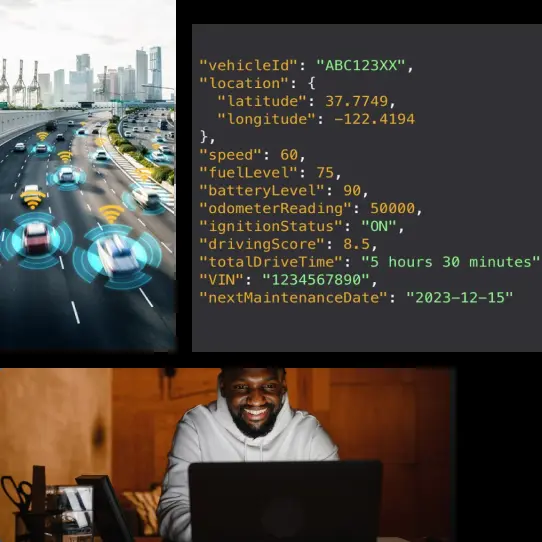 "vehicleId": "ABC123XX",
"location": {
"latitude": 37.7749,
"longitude": -122.4194
},
"speed": 60,
"fuelLevel": 75,
"batteryLevel": 90,
"odometerReading": 50000,
"ignitionStatus": "ON",
"drivingScore": 8.5,
"totalDriveTime": "5 hours 30 minutes"
"VIN": "1234567890",
"nextMaintenanceDate": "2023-12-15"